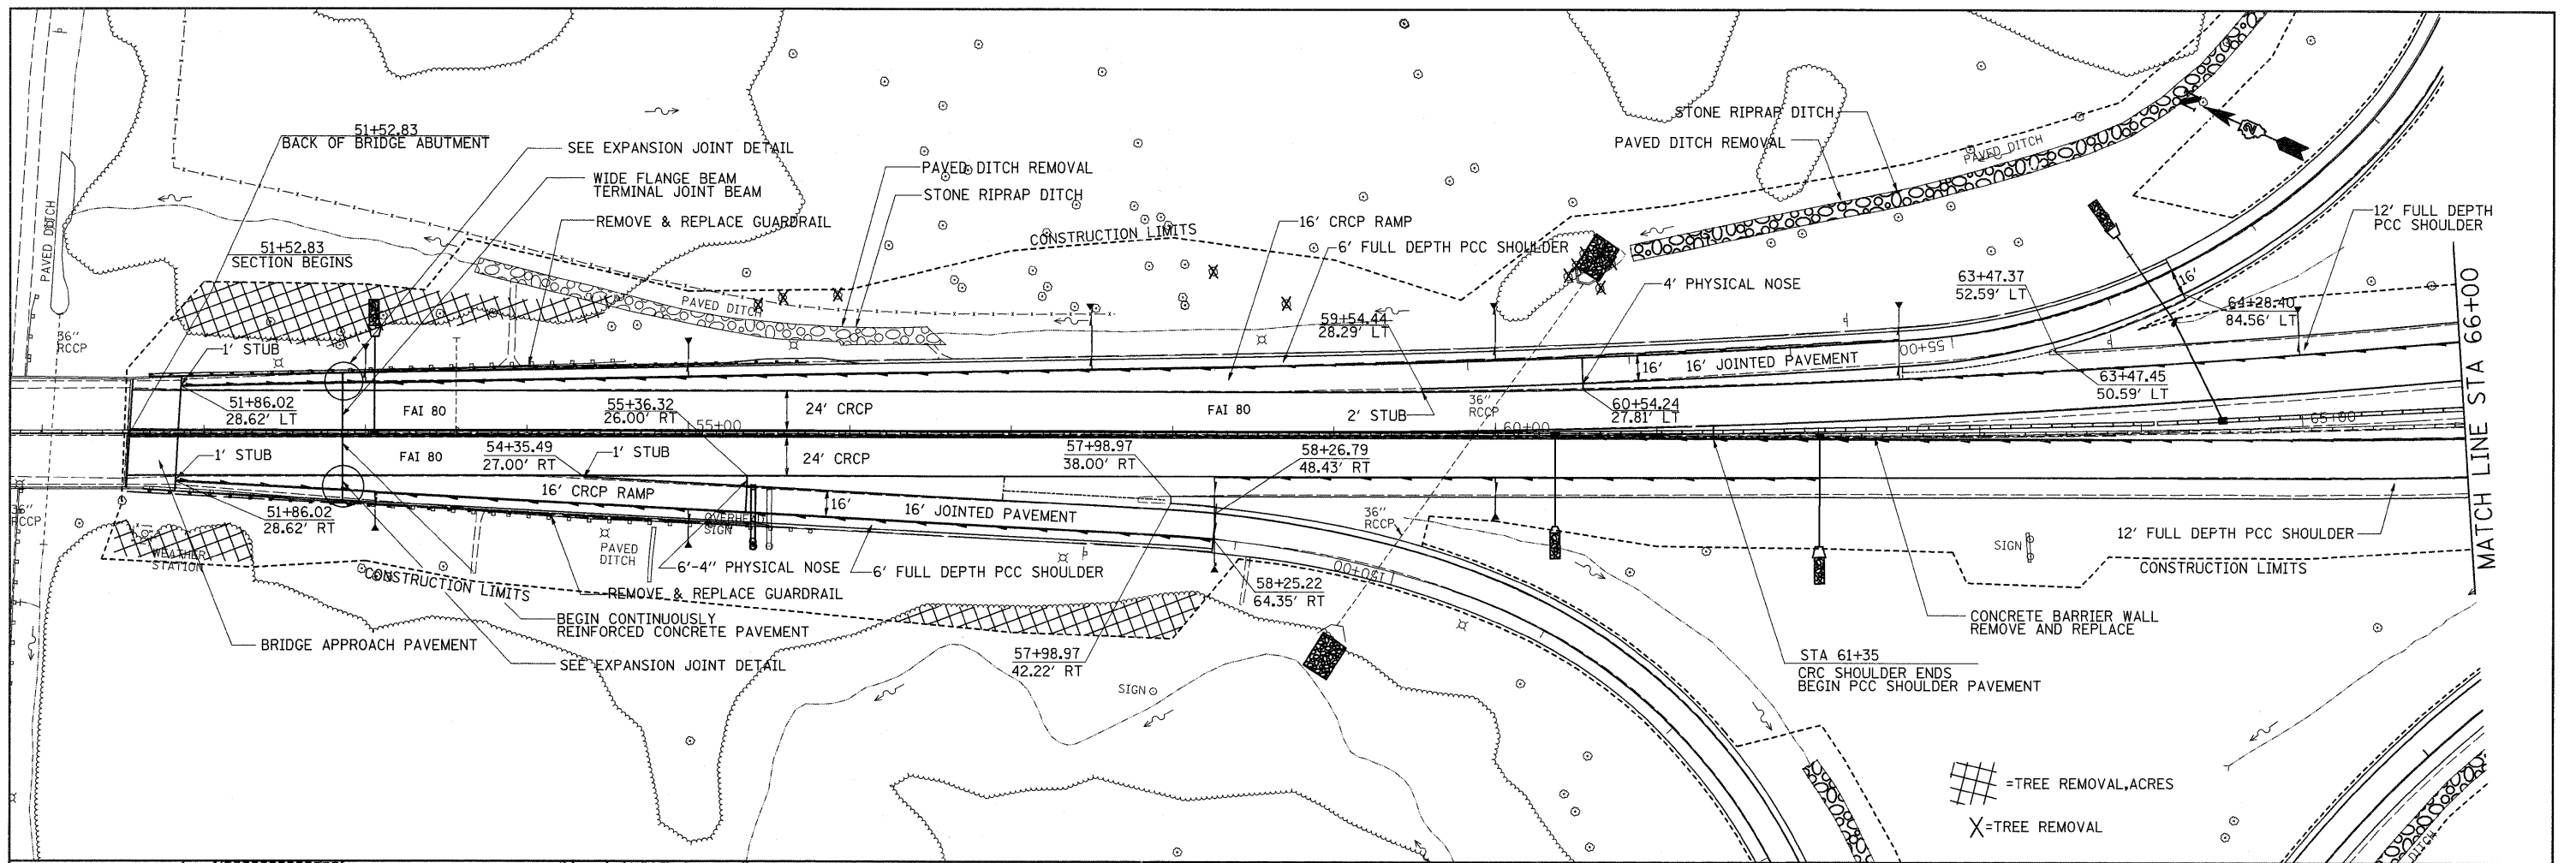 51+52.83
BACK OF BRIDGE ABUTMENT
SEE EXPANSION JOINT DETAIL
WIDE FLANGE BEAM
TERMINAL JOINT BEAM
REMOVE & REPLACE GUARDRAIL
PAVED DITCH REMOVAL
STONE RIPRAP DITCH
STONE RIPRAP DITCH
PAVED DITCH REMOVAL
PAVED DITCH
PAVED DITCH
51+52.83
SECTION BEGINS
CONSTRUCTION LIMITS
16' CRCP RAMP
6' FULL DEPTH PCC SHOULDER
4' PHYSICAL NOSE
12' FULL DEPTH
PCC SHOULDER
63+47.37
52.59' LT
16'
64+28.40
84.56' LT
PAVED DITCH
36"
RCCP
1' STUB
59+54.44
28.29' LT
55+00
16'
16' JOINTED PAVEMENT
63+47.45
50.59' LT
MATCH LINE STA 66+00
51+86.02
28.62' LT
FAI 80
55+36.32
26.00' RT
24' CRCP
FAI 80
2' STUB
36"
RCCP
60+54.24
27.81' LT
55+00
60+00
65+00
1' STUB
FAI 80
54+35.49
27.00' RT
1' STUB
24' CRCP
57+98.97
38.00' RT
58+26.79
48.43' RT
16' CRCP RAMP
16'
16' JOINTED PAVEMENT
36"
RCCP
51+86.02
28.62' RT
OVERHEAD
SIGN
36"
RCCP
12' FULL DEPTH PCC SHOULDER
SIGN
WEATHER
STATION
PAVED
DITCH
6'-4" PHYSICAL NOSE
6' FULL DEPTH PCC SHOULDER
150+00
CONSTRUCTION LIMITS
CONSTRUCTION LIMITS
REMOVE & REPLACE GUARDRAIL
58+25.22
64.35' RT
BEGIN CONTINUOUSLY
REINFORCED CONCRETE PAVEMENT
CONCRETE BARRIER WALL
REMOVE AND REPLACE
BRIDGE APPROACH PAVEMENT
SEE EXPANSION JOINT DETAIL
57+98.97
42.22' RT
STA 61+35
CRC SHOULDER ENDS
BEGIN PCC SHOULDER PAVEMENT
SIGN
=TREE REMOVAL,ACRES
X=TREE REMOVAL
DITCH